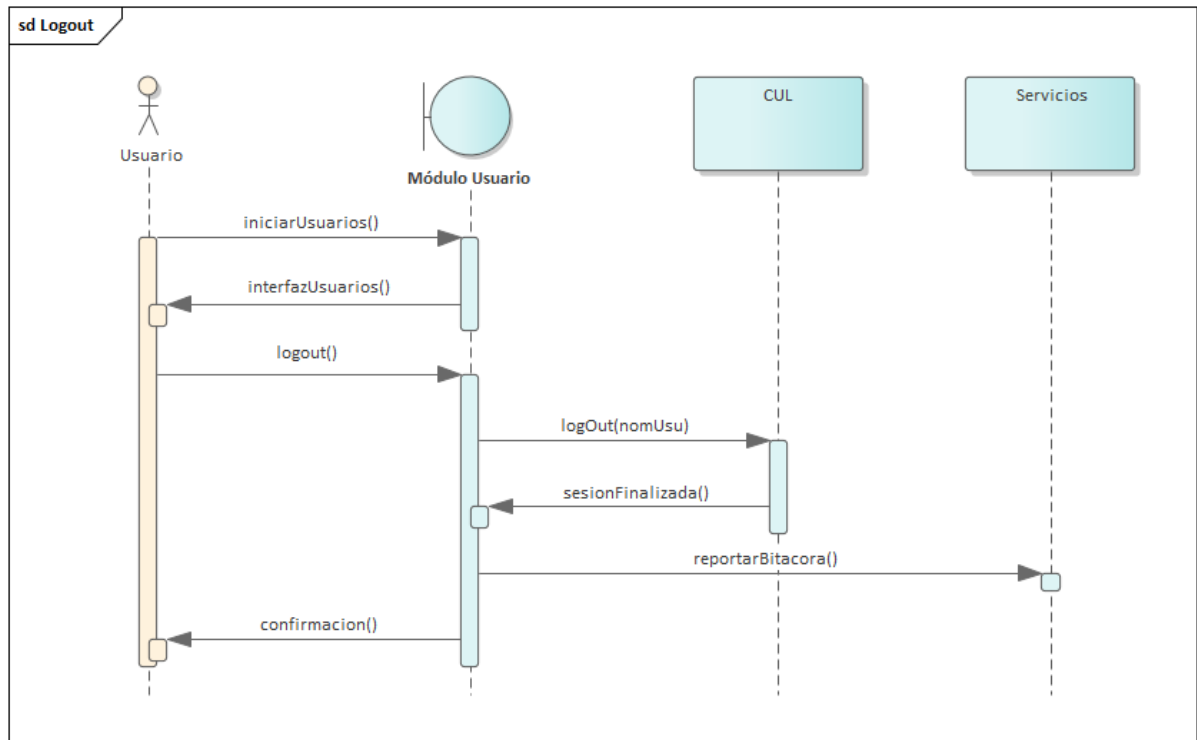 sd Logout
CUL
Servicios
Usuario
Módulo Usuario
iniciarUsuarios()
interfazUsuarios()
logout()
logOut(nomUsu)
sesionFinalizada()
reportarBitacora()
confirmacion()